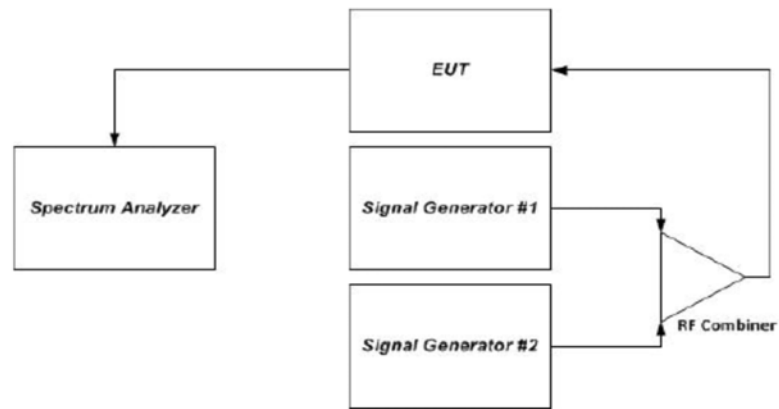 EUT
Spectrum Analyzer
Signal Generator #1
RF Combiner
Signal Generator #2